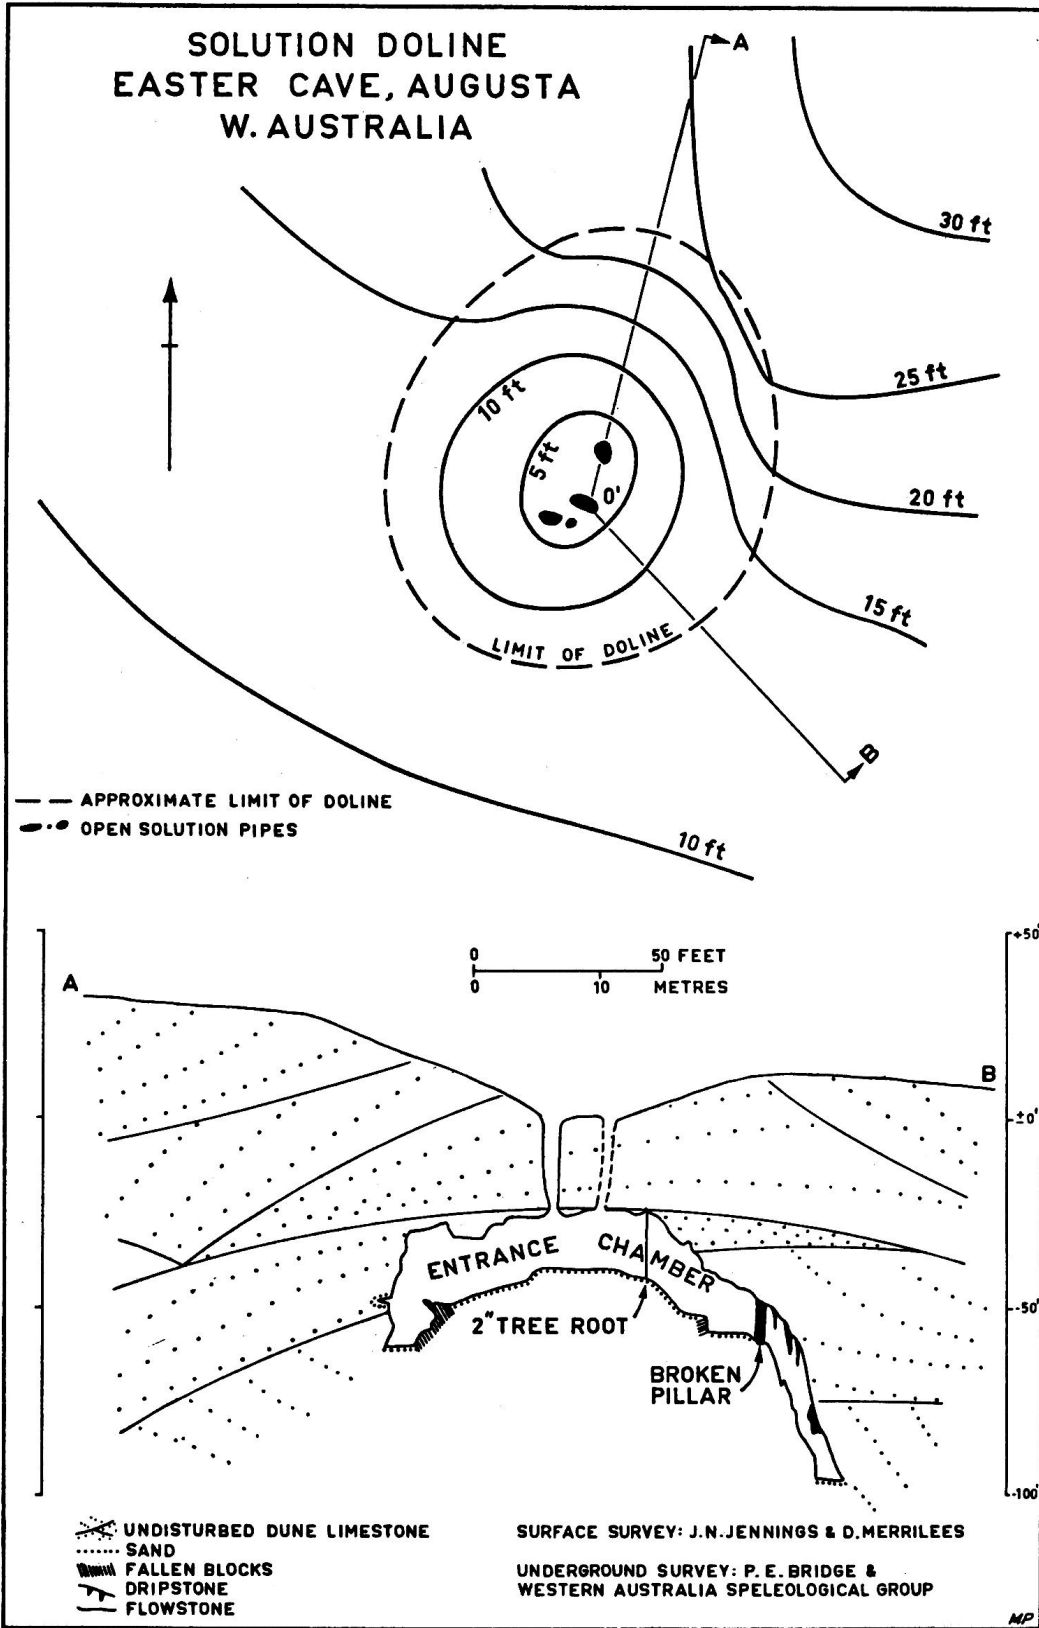 SOLUTION DOLINE
EASTER CAVE, AUGUSTA
W. AUSTRALIA
A
30 ft
25 ft
10 ft
5 ft
0'
20 ft
15 ft
LIMIT OF DOLINE
B
— — APPROXIMATE LIMIT OF DOLINE
OPEN SOLUTION PIPES
10 ft
+50'
0 50 FEET
0 10 METRES
A
B
±0'
ENTRANCE CHAMBER
-50'
2" TREE ROOT
BROKEN
PILLAR
-100'
UNDISTURBED DUNE LIMESTONE
SAND
FALLEN BLOCKS
DRIPSTONE
FLOWSTONE
SURFACE SURVEY: J.N. JENNINGS & D. MERRILEES
UNDERGROUND SURVEY: P. E. BRIDGE &
WESTERN AUSTRALIA SPELEOLOGICAL GROUP
MP